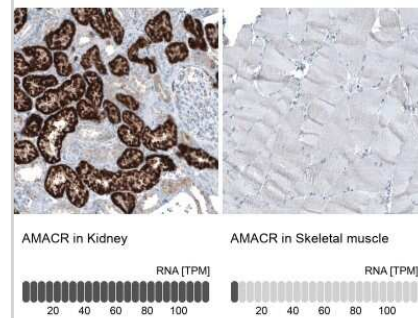 AMACR in Kidney
AMACR in Skeletal muscle
RNA [TPM]
RNA [TPM]
20 40 60 80 100
20 40 60 80 100